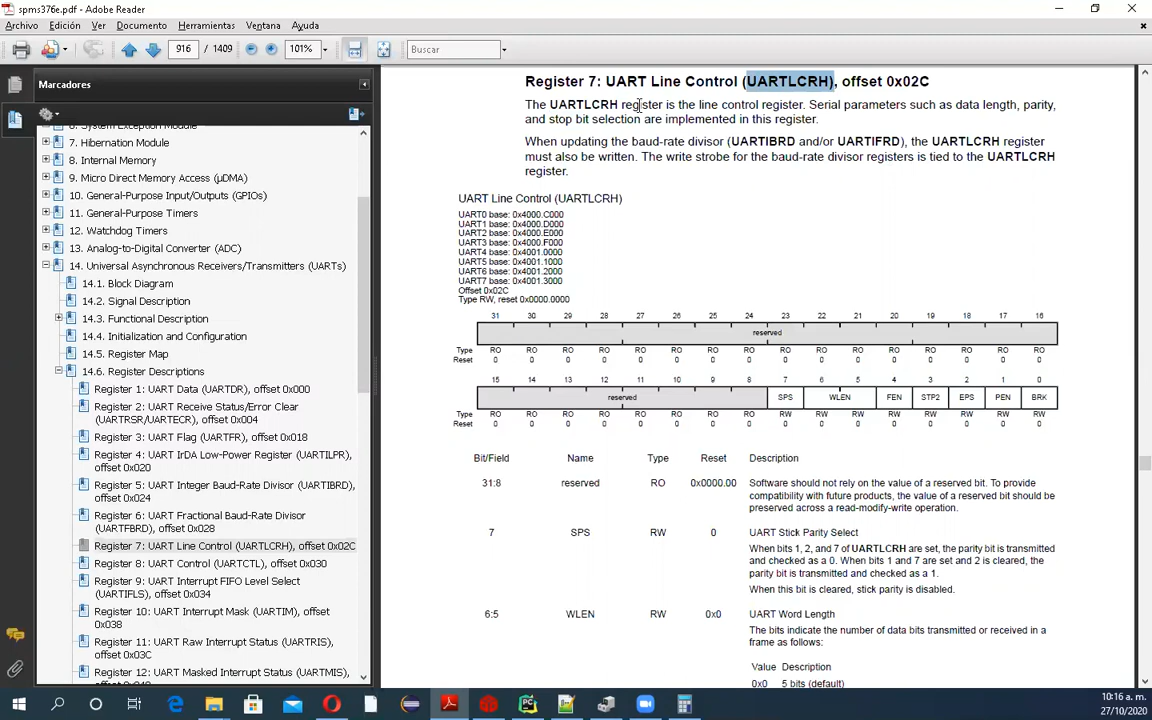 spms376e.pdf - Adobe Reader
Archivo Edición Ver Documento Herramientas Ventana Ayuda
916 / 1409 101% Buscar
Marcadores
6. System Exception Module
7. Hibernation Module
8. Internal Memory
9. Micro Direct Memory Access (µDMA)
10. General-Purpose Input/Outputs (GPIOs)
11. General-Purpose Timers
12. Watchdog Timers
13. Analog-to-Digital Converter (ADC)
14. Universal Asynchronous Receivers/Transmitters (UARTs)
14.1. Block Diagram
14.2. Signal Description
14.3. Functional Description
14.4. Initialization and Configuration
14.5. Register Map
14.6. Register Descriptions
Register 1: UART Data (UARTDR), offset 0x000
Register 2: UART Receive Status/Error Clear
(UARTRSR/UARTECR), offset 0x004
Register 3: UART Flag (UARTFR), offset 0x018
Register 4: UART IrDA Low-Power Register (UARTILPR),
offset 0x020
Register 5: UART Integer Baud-Rate Divisor (UARTIBRD),
offset 0x024
Register 6: UART Fractional Baud-Rate Divisor
(UARTFBRD), offset 0x028
Register 7: UART Line Control (UARTLCRH), offset 0x02C
Register 8: UART Control (UARTCTL), offset 0x030
Register 9: UART Interrupt FIFO Level Select
(UARTIFLS), offset 0x034
Register 10: UART Interrupt Mask (UARTIM), offset
0x038
Register 11: UART Raw Interrupt Status (UARTRIS),
offset 0x03C
Register 12: UART Masked Interrupt Status (UARTMIS),
Register 7: UART Line Control (UARTLCRH), offset 0x02C
The UARTLCRH register is the line control register. Serial parameters such as data length, parity,
and stop bit selection are implemented in this register.
When updating the baud-rate divisor (UARTIBRD and/or UARTIFRD), the UARTLCRH register
must also be written. The write strobe for the baud-rate divisor registers is tied to the UARTLCRH
register.
UART Line Control (UARTLCRH)
UART0 base: 0x4000.C000
UART1 base: 0x4000.D000
UART2 base: 0x4000.E000
UART3 base: 0x4000.F000
UART4 base: 0x4001.0000
UART5 base: 0x4001.1000
UART6 base: 0x4001.2000
UART7 base: 0x4001.3000
Offset 0x02C
Type RW, reset 0x0000.0000
31 30 29 28 27 26 25 24 23 22 21 20 19 18 17 16
reserved
Type RO RO RO RO RO RO RO RO RO RO RO RO RO RO RO RO
Reset 0 0 0 0 0 0 0 0 0 0 0 0 0 0 0 0
15 14 13 12 11 10 9 8 7 6 5 4 3 2 1 0
reserved SPS WLEN FEN STP2 EPS PEN BRK
Type RO RO RO RO RO RO RO RO RW RW RW RW RW RW RW RW
Reset 0 0 0 0 0 0 0 0 0 0 0 0 0 0 0 0
Bit/Field Name Type Reset Description
31:8 reserved RO 0x0000.00 Software should not rely on the value of a reserved bit. To provide
compatibility with future products, the value of a reserved bit should be
preserved across a read-modify-write operation.
7 SPS RW 0 UART Stick Parity Select
When bits 1, 2, and 7 of UARTLCRH are set, the parity bit is transmitted
and checked as a 0. When bits 1 and 7 are set and 2 is cleared, the
parity bit is transmitted and checked as a 1.
When this bit is cleared, stick parity is disabled.
6:5 WLEN RW 0x0 UART Word Length
The bits indicate the number of data bits transmitted or received in a
frame as follows:
Value Description
0x0 5 bits (default)
10:16 a. m.
27/10/2020